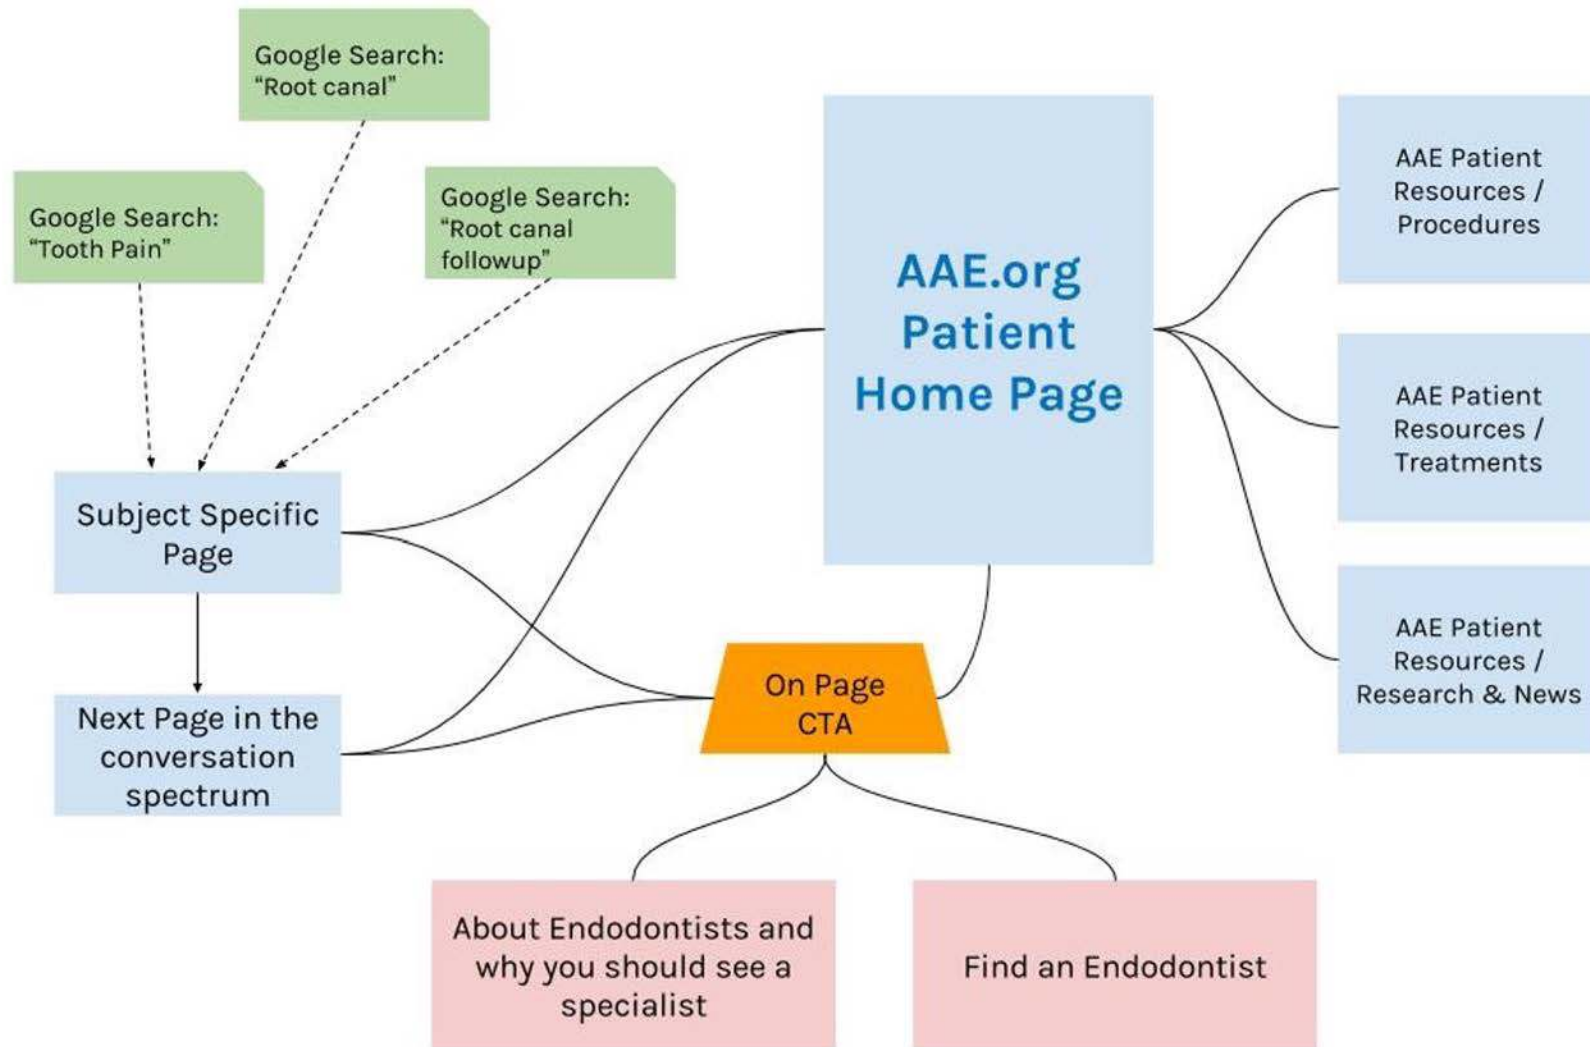 Google Search:
“Root canal”
Google Search:
“Tooth Pain”
Google Search:
“Root canal
followup”
AAE.org
Patient
Home Page
AAE Patient
Resources /
Procedures
AAE Patient
Resources /
Treatments
AAE Patient
Resources /
Research & News
Subject Specific
Page
Next Page in the
conversation
spectrum
On Page
CTA
About Endodontists and
why you should see a
specialist
Find an Endodontist